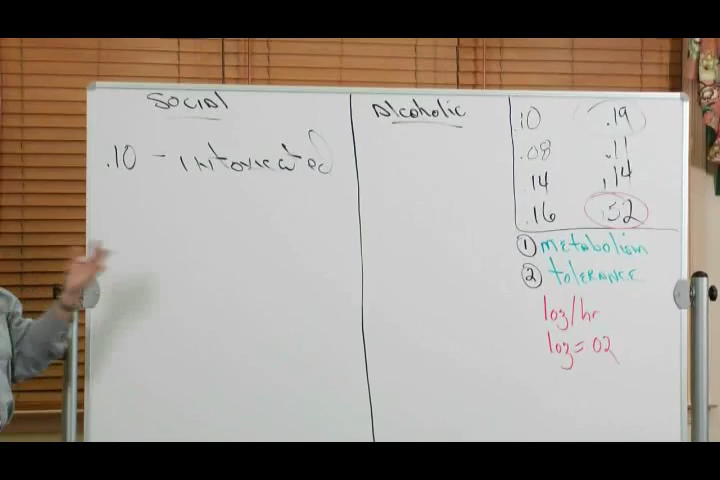 Social
.10 - Intoxicated
Alcoholic
.10 .19
.08 .11
.14 .14
.16 .52
① metabolism
② tolerance
1oz/hr
1oz = 02